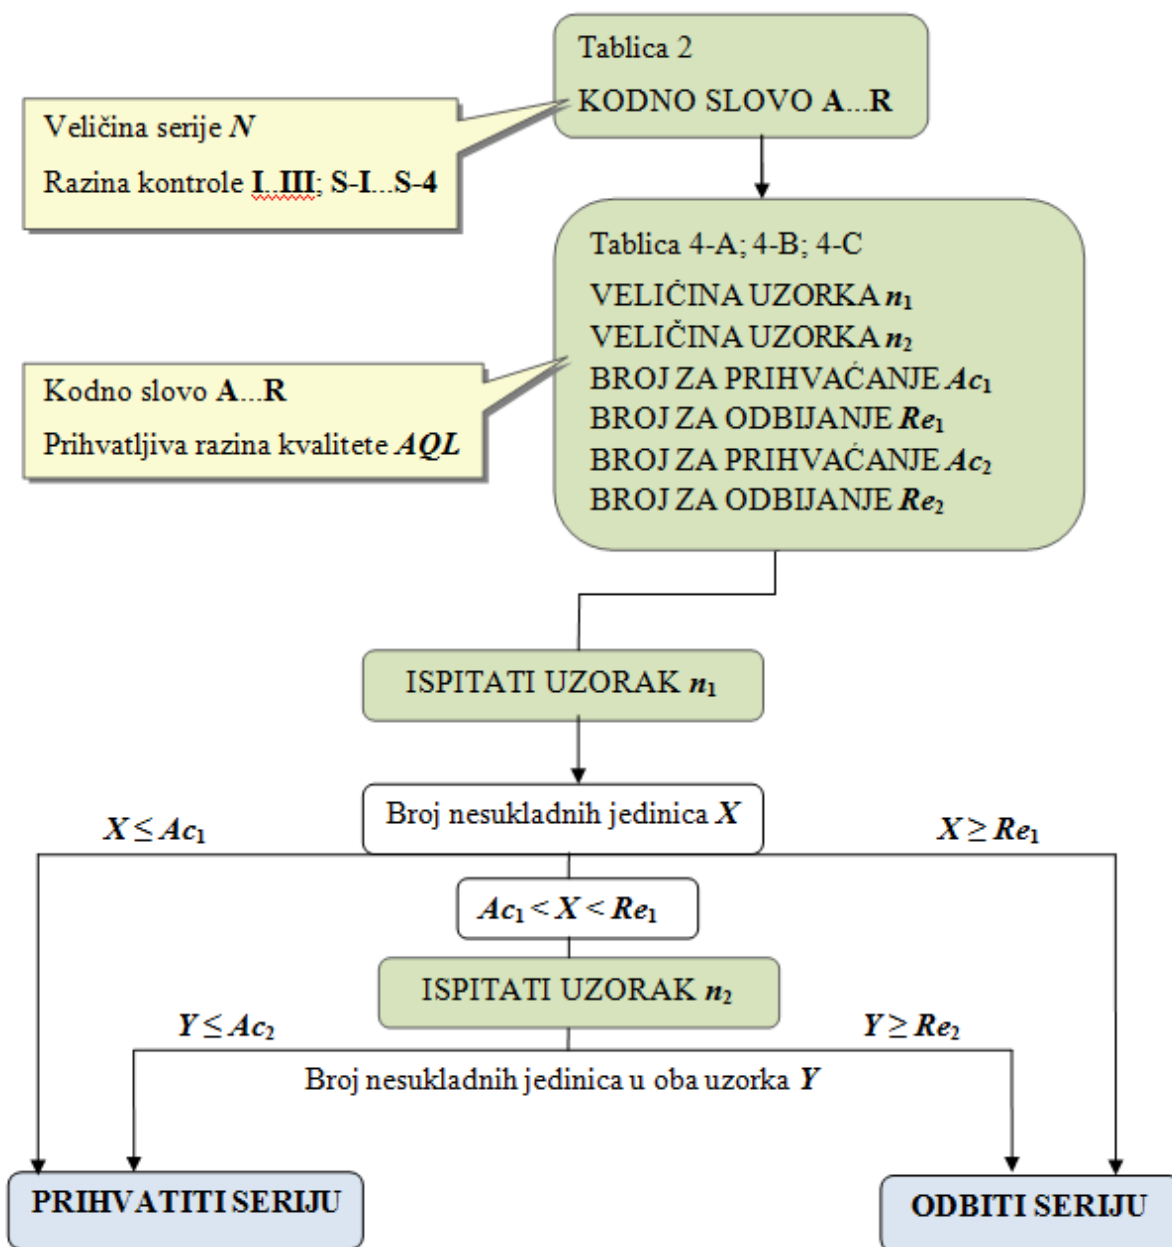 Tablica 2
KODNO SLOVO A...R
Veličina serije N
Razina kontrole I..III; S-I...S-4
Tablica 4-A; 4-B; 4-C
VELIČINA UZORKA n₁
VELIČINA UZORKA n₂
BROJ ZA PRIHVAĆANJE Ac₁
BROJ ZA ODBIJANJE Re₁
BROJ ZA PRIHVAĆANJE Ac₂
BROJ ZA ODBIJANJE Re₂
Kodno slovo A...R
Prihvatljiva razina kvalitete AQL
ISPITATI UZORAK n₁
Broj nesukladnih jedinica X
X ≤ Ac₁
X ≥ Re₁
Ac₁ < X < Re₁
ISPITATI UZORAK n₂
Y ≤ Ac₂
Y ≥ Re₂
Broj nesukladnih jedinica u oba uzorka Y
PRIHVATITI SERIJU
ODBITI SERIJU